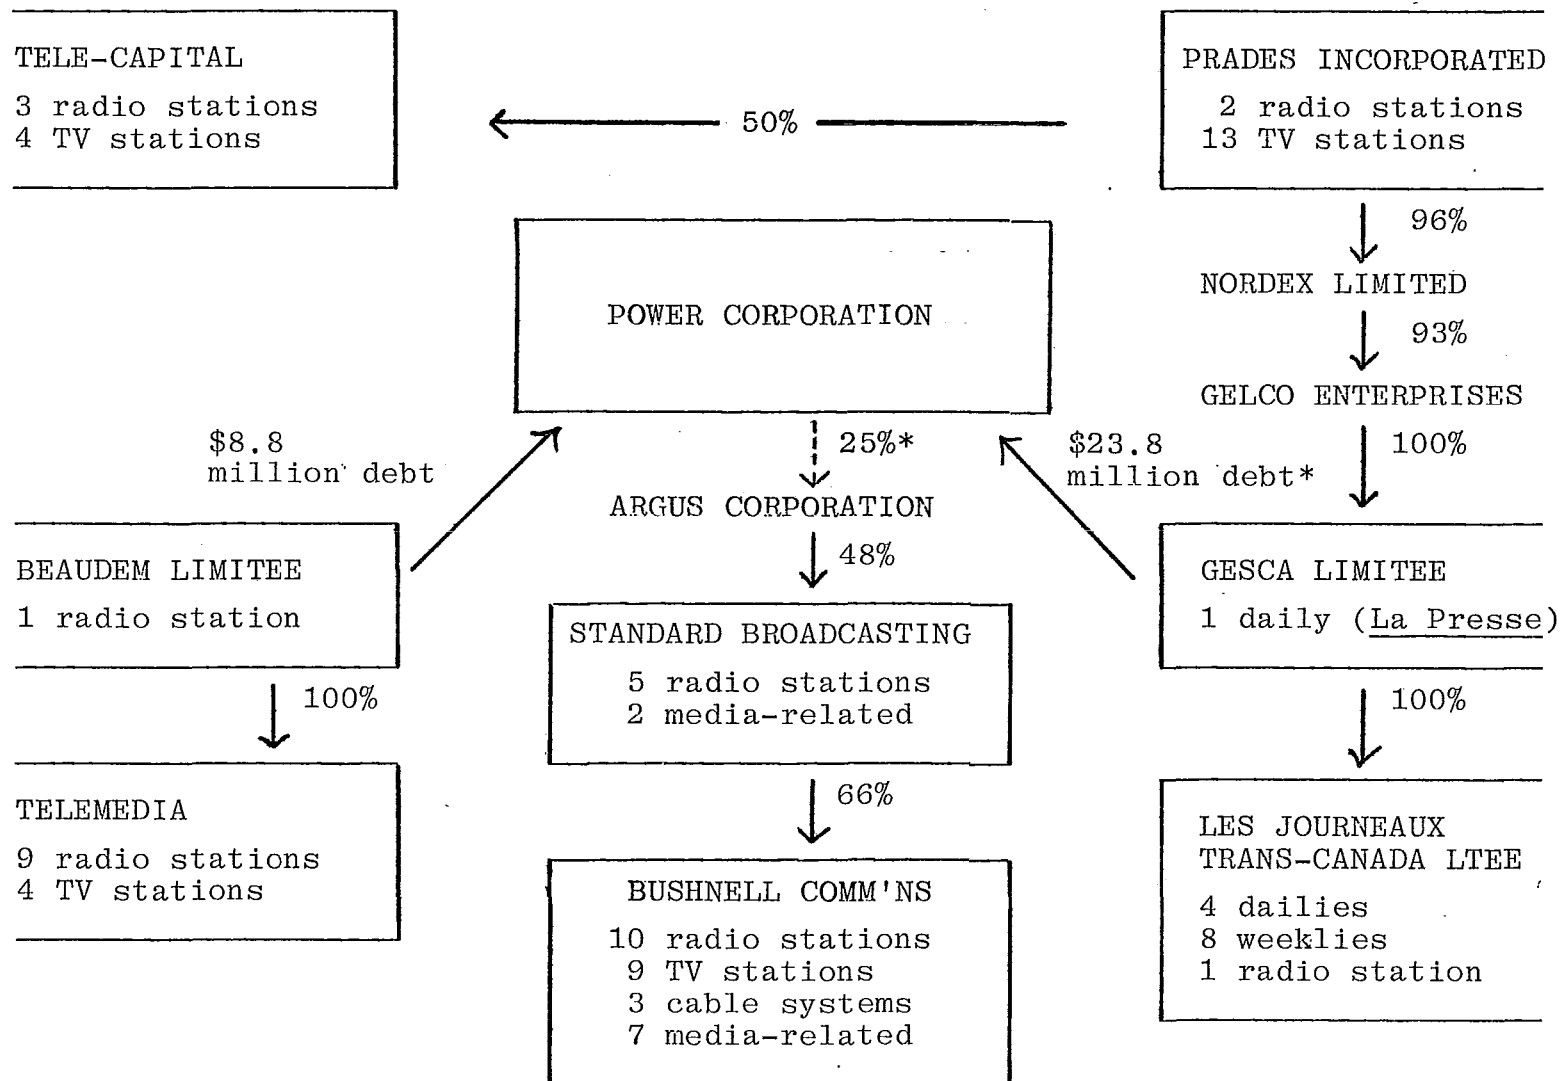 TELE-CAPITAL
3 radio stations
4 TV stations
50%
PRADES INCORPORATED
2 radio stations
13 TV stations
96%
NORDEX LIMITED
93%
GELCO ENTERPRISES
100%
POWER CORPORATION
$8.8
million debt
25%*
$23.8
million debt*
ARGUS CORPORATION
48%
BEAUDEM LIMITEE
1 radio station
100%
TELEMEDIA
9 radio stations
4 TV stations
STANDARD BROADCASTING
5 radio stations
2 media-related
66%
BUSHNELL COMM'NS
10 radio stations
9 TV stations
3 cable systems
7 media-related
GESCA LIMITEE
1 daily (La Presse)
100%
LES JOURNEAUX
TRANS-CANADA LTEE
4 dailies
8 weeklies
1 radio station